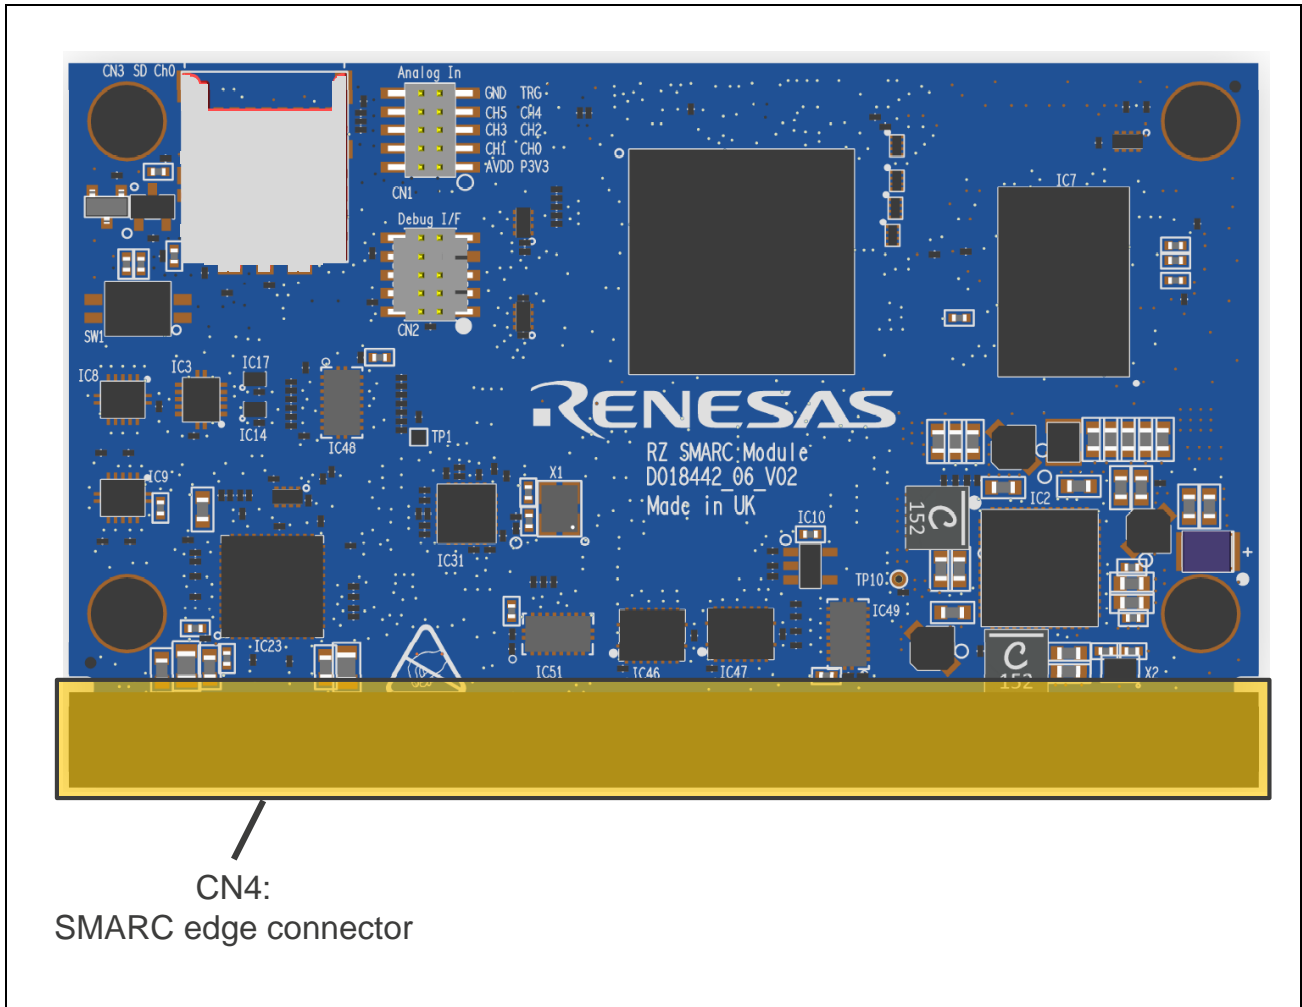 CN3 SD Ch0
Analog In
GND TRG
CH5 CH4
CH3 CH2
CH1 CH0
AVDD P3V3
CN1
IC7
Debug I/F
CN2
SW1
IC8
IC3
IC17
IC14
IC48
TP1
RENESAS
RZ SMARC Module
D018442_06_V02
Made in UK
IC9
X1
IC31
IC10
C
152
IC2
+
TP10
IC49
IC23
IC51
IC46
IC47
C
152
X2
CN4:
SMARC edge connector